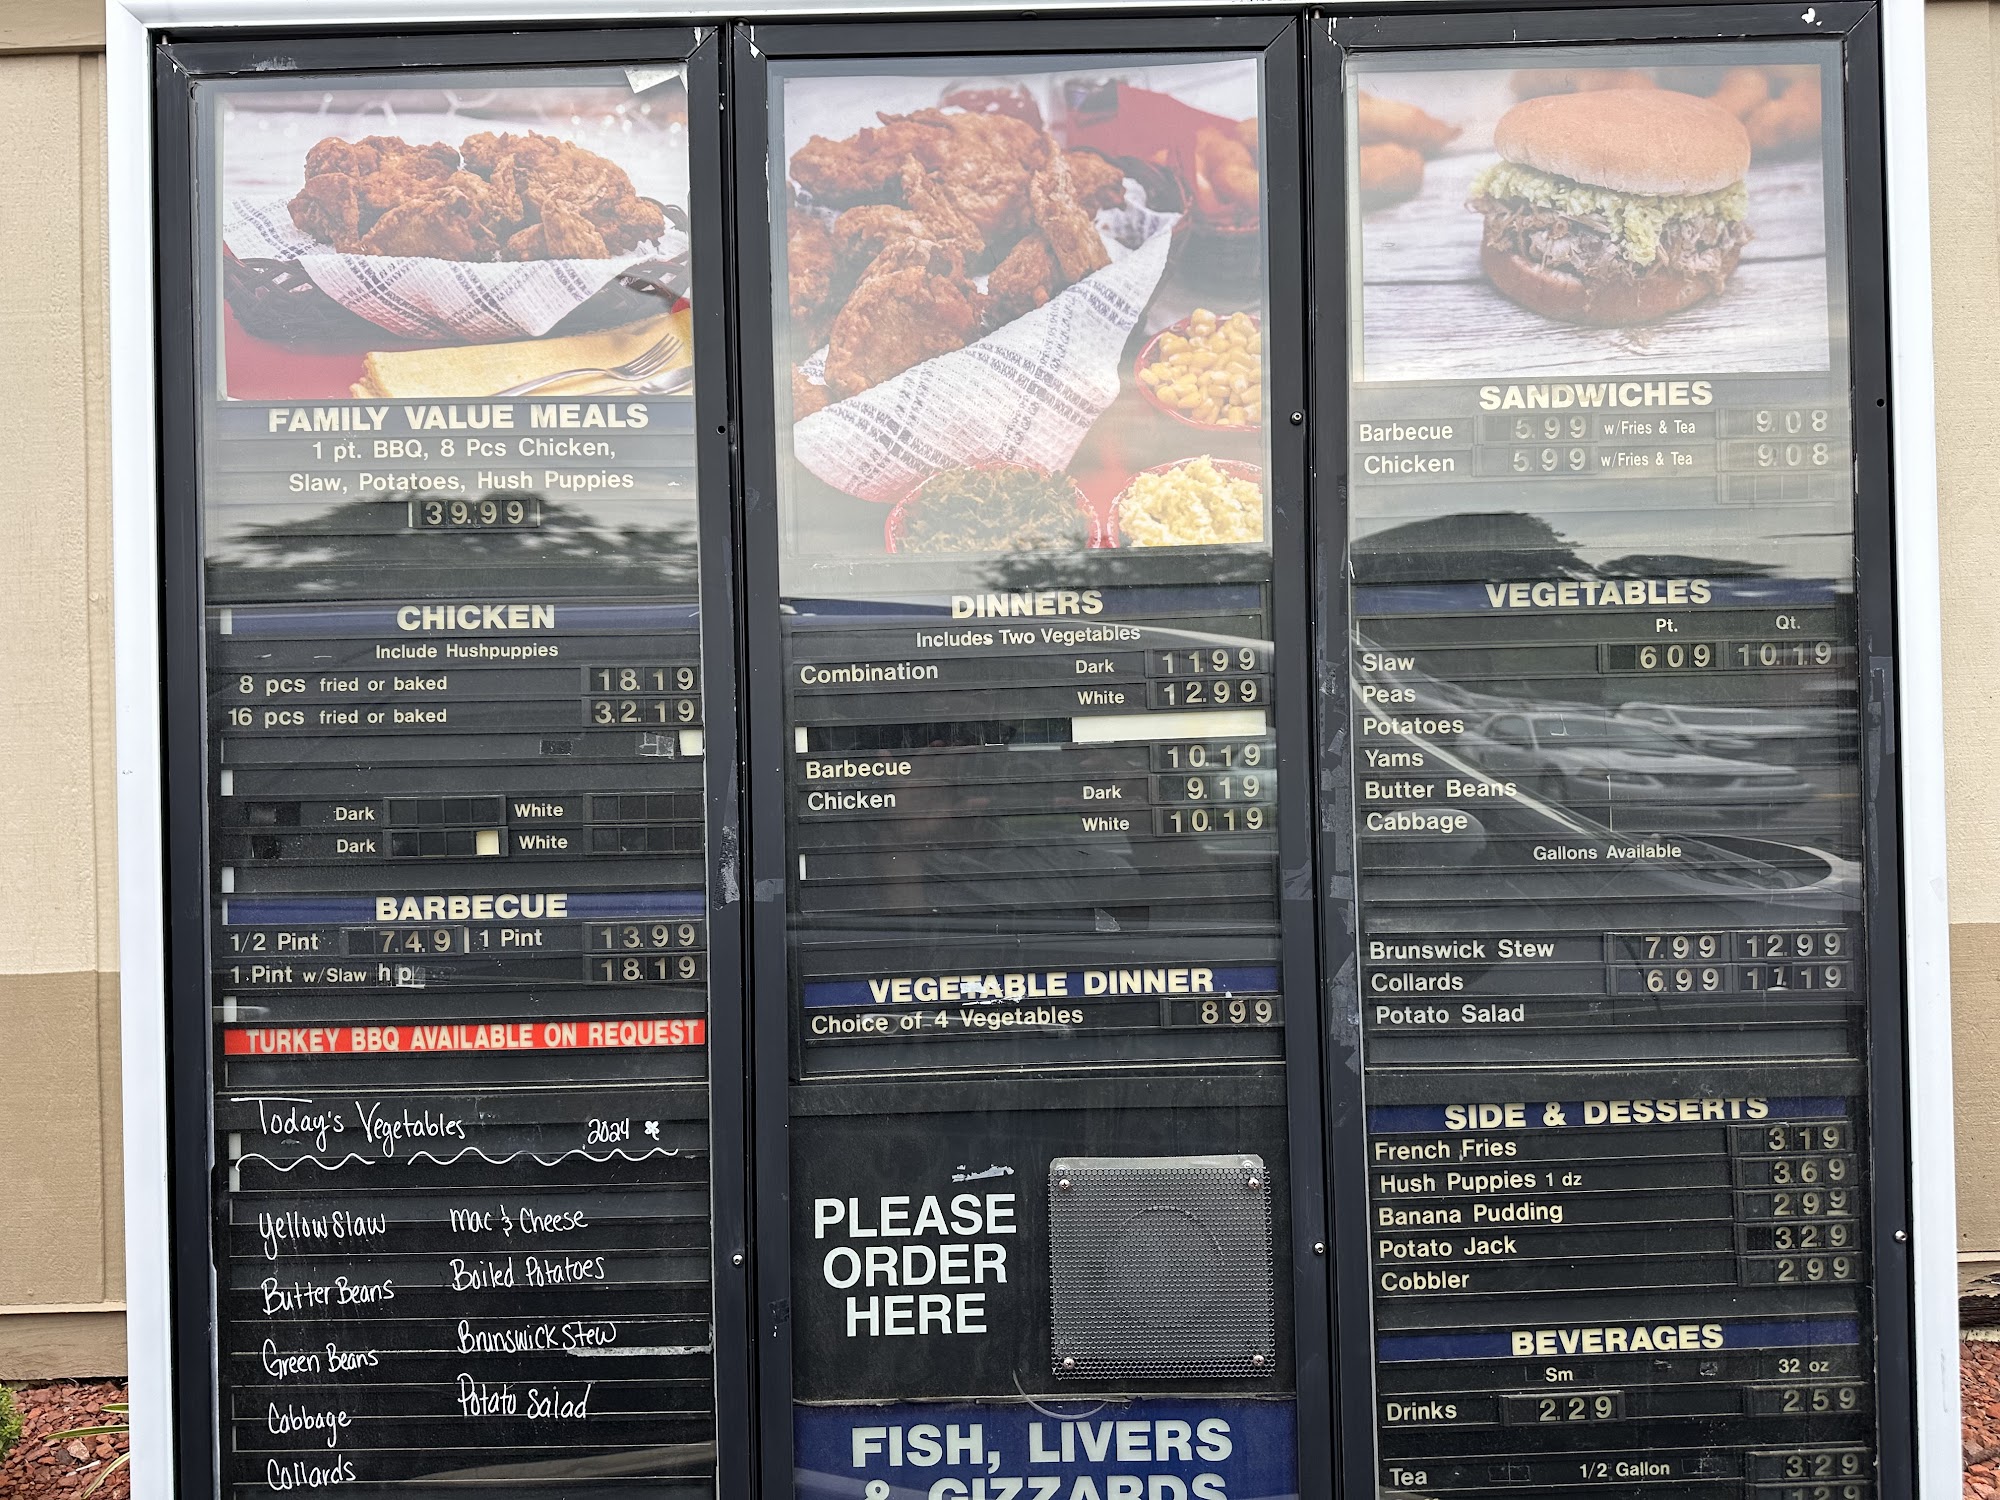 FAMILY VALUE MEALS
1 pt. BBQ, 8 Pcs Chicken,
Slaw, Potatoes, Hush Puppies
39.99
CHICKEN
Include Hushpuppies
8 pcs fried or baked 18.19
16 pcs fried or baked 32.19
Dark White
Dark White
BARBECUE
1/2 Pint 7.49 1 Pint 13.99
1 Pint w/Slaw hp 18.19
TURKEY BBQ AVAILABLE ON REQUEST
Today's Vegetables 2024
Yellow Slaw Mac & Cheese
Butter Beans Boiled Potatoes
Green Beans Brunswick Stew
Cabbage Potato Salad
Collards
DINNERS
Includes Two Vegetables
Combination Dark 11.99
White 12.99
Barbecue 10.19
Chicken Dark 9.19
White 10.19
VEGETABLE DINNER
Choice of 4 Vegetables 8.99
PLEASE
ORDER
HERE
FISH, LIVERS
& GIZZARDS
SANDWICHES
Barbecue 5.99 w/Fries & Tea 9.08
Chicken 5.99 w/Fries & Tea 9.08
VEGETABLES
Pt. Qt.
Slaw 6.09 10.19
Peas
Potatoes
Yams
Butter Beans
Cabbage
Gallons Available
Brunswick Stew 7.99 12.99
Collards 6.99 11.19
Potato Salad
SIDE & DESSERTS
French Fries 3.19
Hush Puppies 1 dz 3.69
Banana Pudding 2.99
Potato Jack 3.29
Cobbler 2.99
BEVERAGES
Sm 32 oz
Drinks 2.29 2.59
Tea 1/2 Gallon 3.29